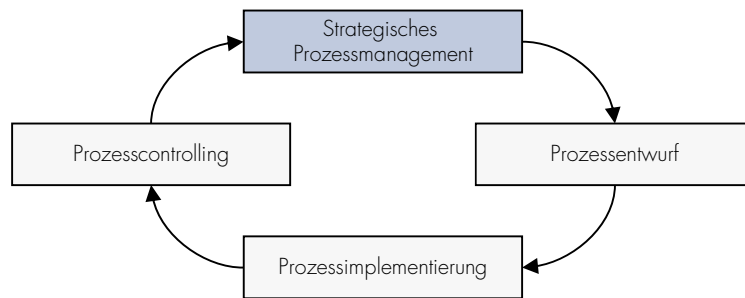 Strategisches
Prozessmanagement
Prozesscontrolling
Prozessentwurf
Prozessimplementierung